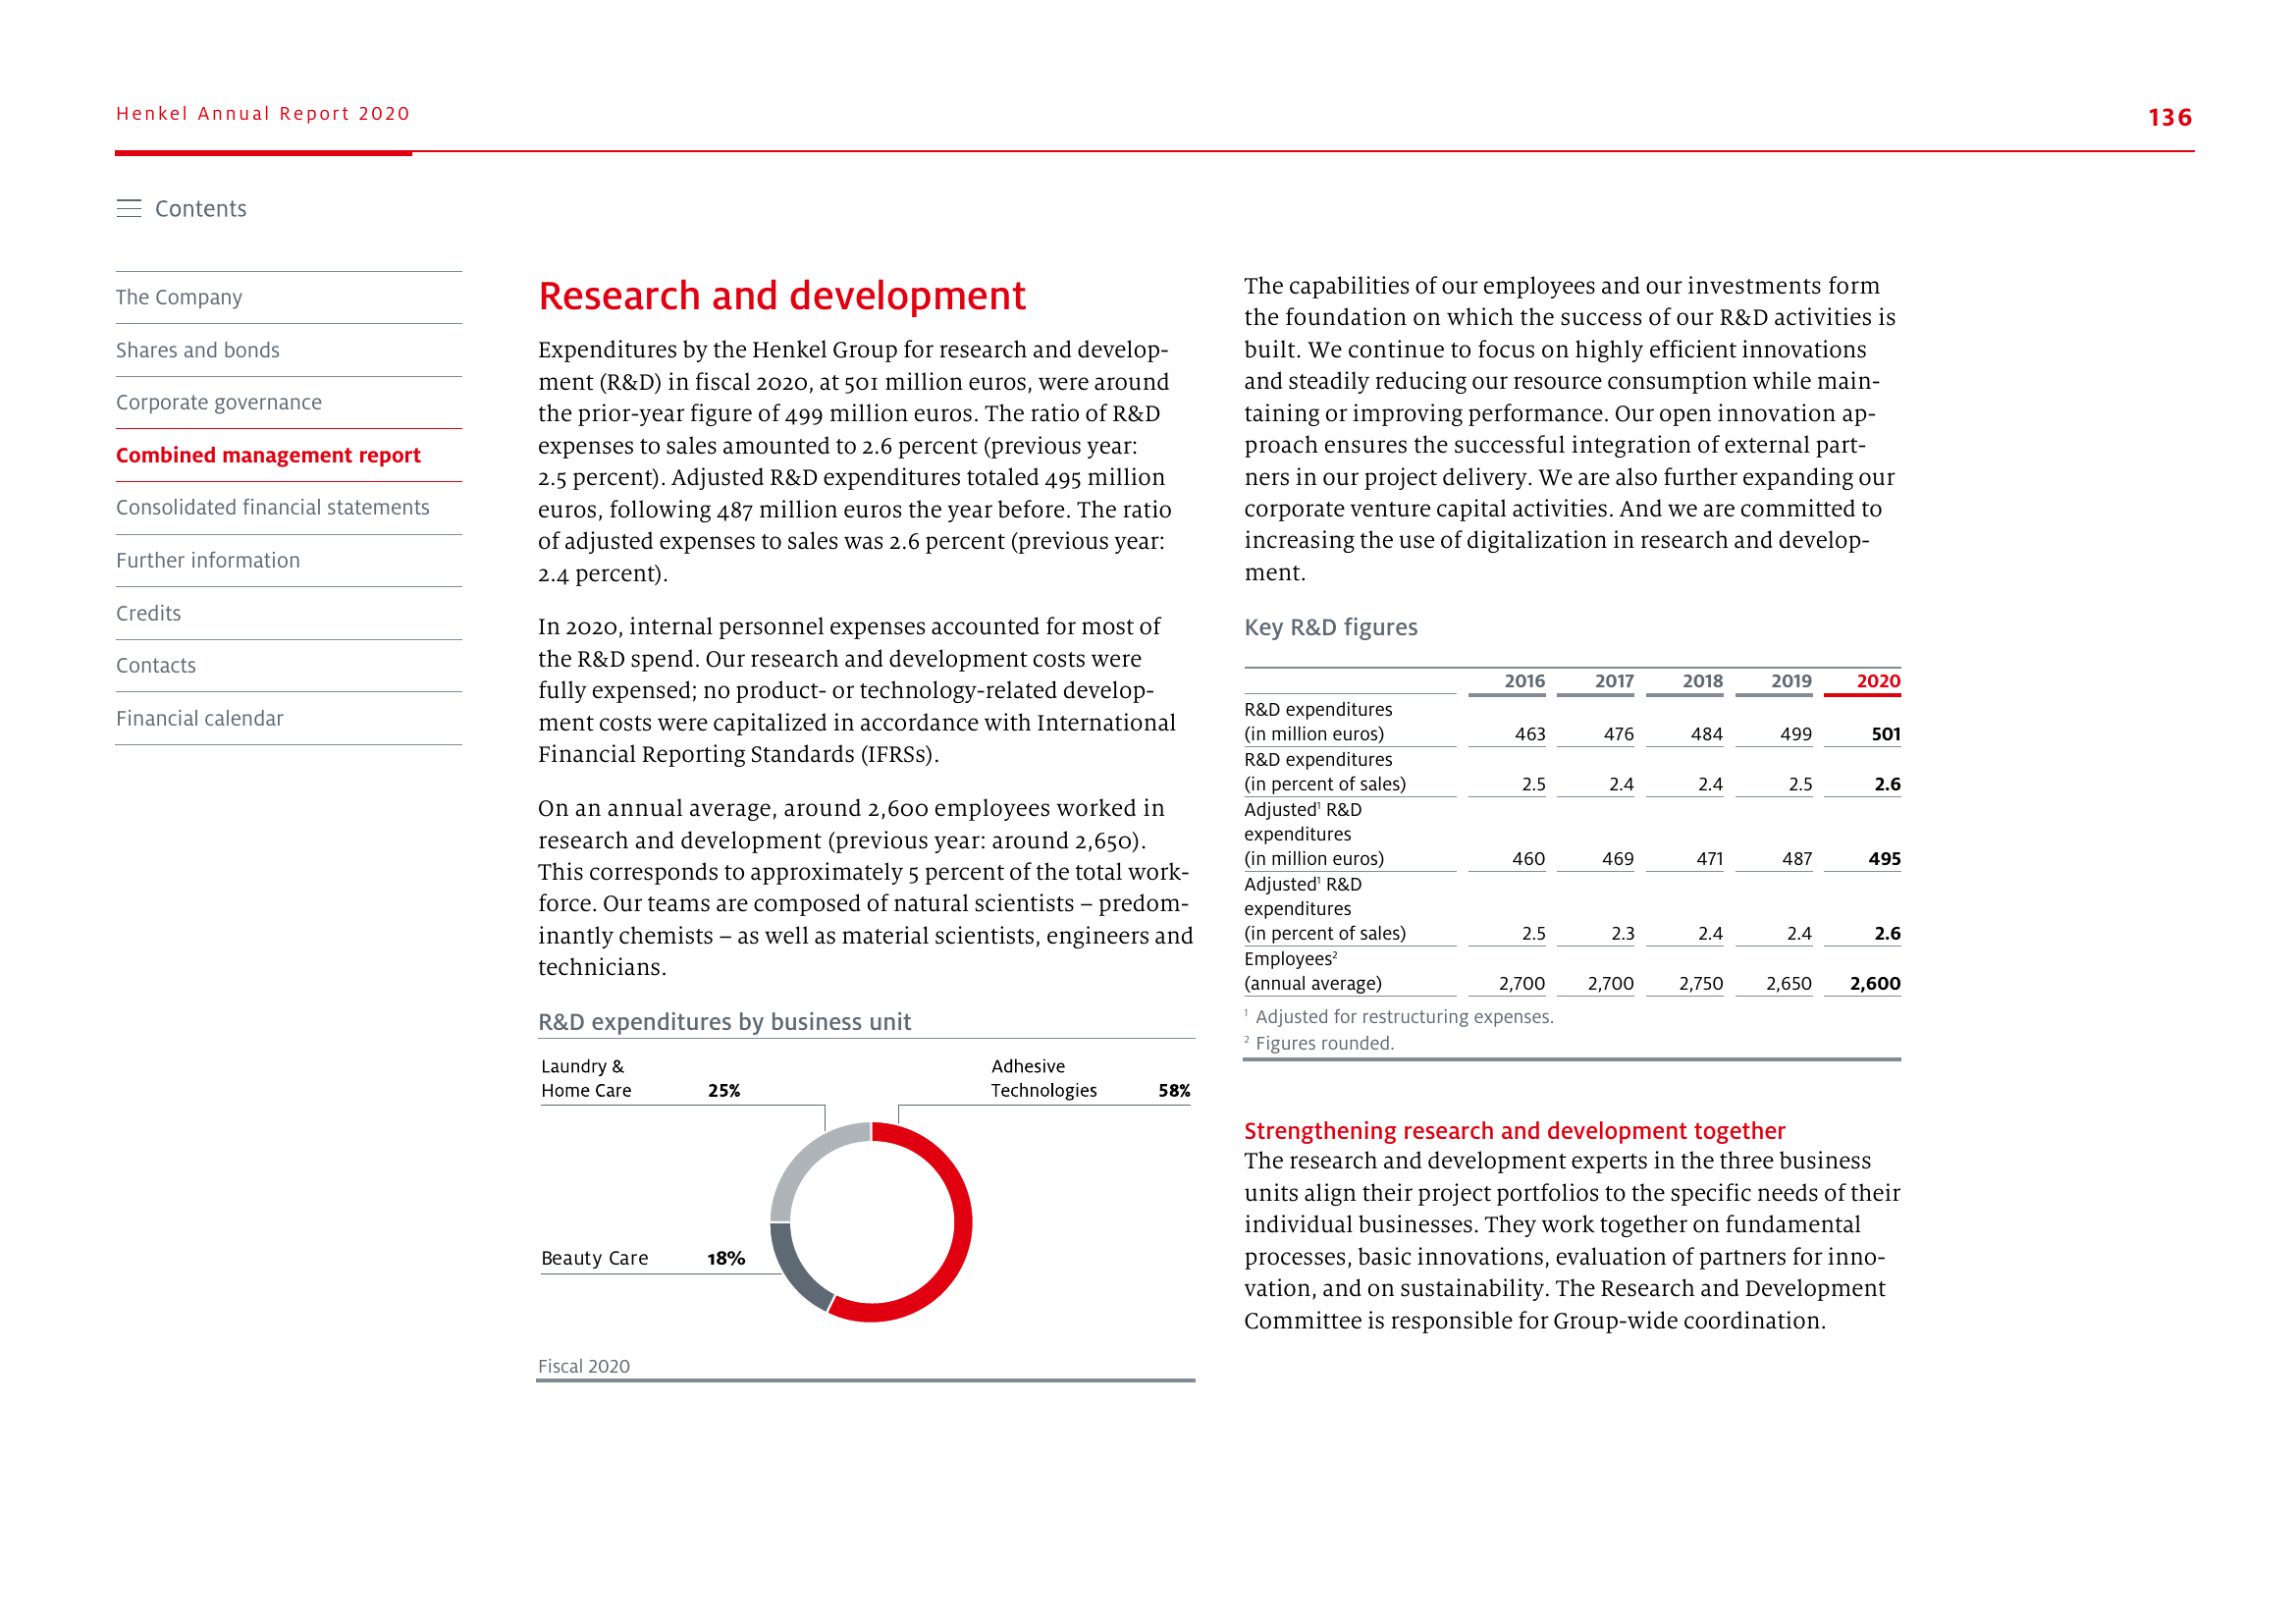 Henkel Annual Report 2020
136
Contents
The Company
Shares and bonds
Corporate governance
Combined management report
Consolidated financial statements
Further information
Credits
Contacts
Financial calendar
Research and development
Expenditures by the Henkel Group for research and develop-
ment (R&D) in fiscal 2020, at 501 million euros, were around
the prior-year figure of 499 million euros. The ratio of R&D
expenses to sales amounted to 2.6 percent (previous year:
2.5 percent). Adjusted R&D expenditures totaled 495 million
euros, following 487 million euros the year before. The ratio
of adjusted expenses to sales was 2.6 percent (previous year:
2.4 percent).
In 2020, internal personnel expenses accounted for most of
the R&D spend. Our research and development costs were
fully expensed; no product- or technology-related develop-
ment costs were capitalized in accordance with International
Financial Reporting Standards (IFRSs).
On an annual average, around 2,600 employees worked in
research and development (previous year: around 2,650).
This corresponds to approximately 5 percent of the total work-
force. Our teams are composed of natural scientists – predom-
inantly chemists – as well as material scientists, engineers and
technicians.
R&D expenditures by business unit
Laundry &
Home Care 25%
Adhesive
Technologies 58%
Beauty Care 18%
Fiscal 2020
The capabilities of our employees and our investments form
the foundation on which the success of our R&D activities is
built. We continue to focus on highly efficient innovations
and steadily reducing our resource consumption while main-
taining or improving performance. Our open innovation ap-
proach ensures the successful integration of external part-
ners in our project delivery. We are also further expanding our
corporate venture capital activities. And we are committed to
increasing the use of digitalization in research and develop-
ment.
Key R&D figures
2016 2017 2018 2019 2020
R&D expenditures
(in million euros) 463 476 484 499 501
R&D expenditures
(in percent of sales) 2.5 2.4 2.4 2.5 2.6
Adjusted¹ R&D
expenditures
(in million euros) 460 469 471 487 495
Adjusted¹ R&D
expenditures
(in percent of sales) 2.5 2.3 2.4 2.4 2.6
Employees²
(annual average) 2,700 2,700 2,750 2,650 2,600
¹ Adjusted for restructuring expenses.
² Figures rounded.
Strengthening research and development together
The research and development experts in the three business
units align their project portfolios to the specific needs of their
individual businesses. They work together on fundamental
processes, basic innovations, evaluation of partners for inno-
vation, and on sustainability. The Research and Development
Committee is responsible for Group-wide coordination.